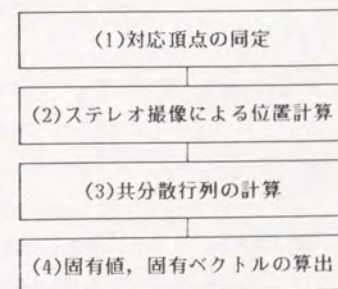 (1)対応頂点の同定
(2)ステレオ撮像による位置計算
(3)共分散行列の計算
(4)固有値，固有ベクトルの算出